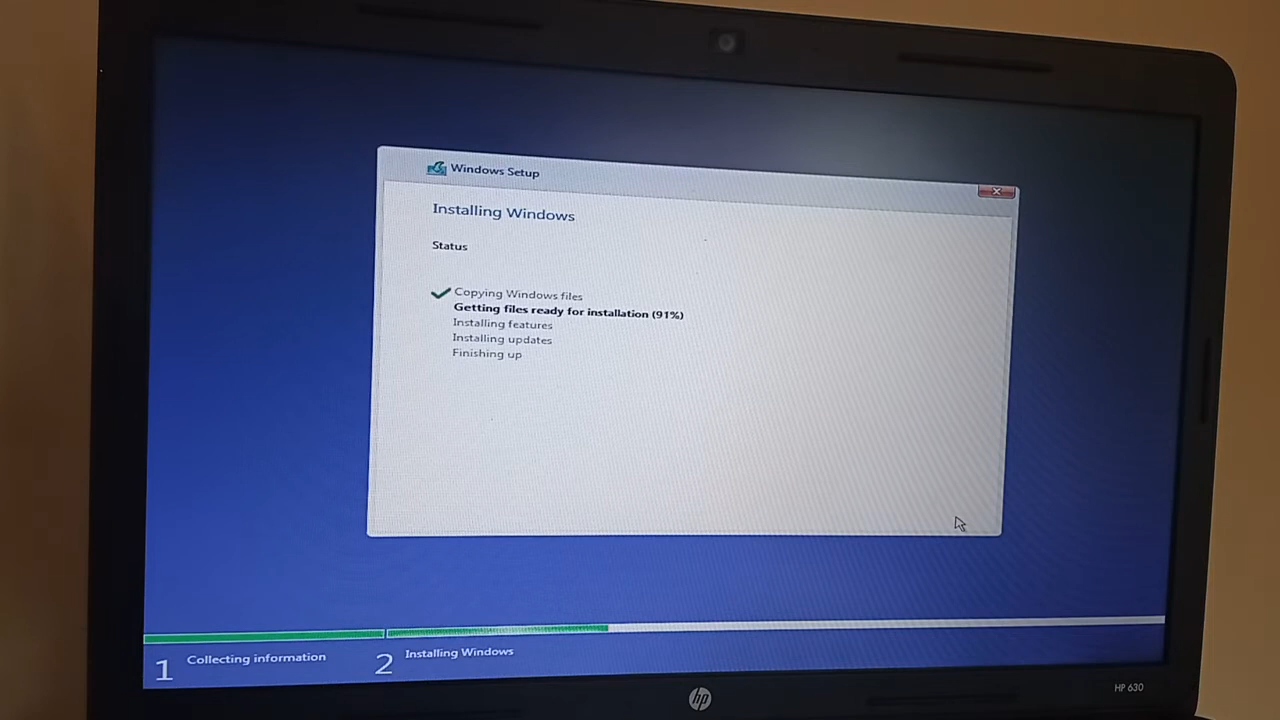 Windows Setup
Installing Windows
Status
Copying Windows files
Getting files ready for installation (91%)
Installing features
Installing updates
Finishing up
1 Collecting information
2 Installing Windows
hp
HP 630